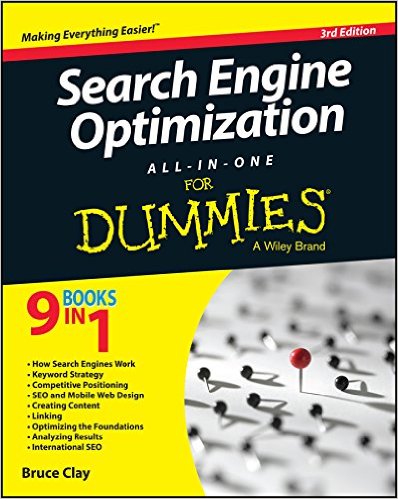 Making Everything Easier!™
3rd Edition
Search Engine
Optimization
ALL-IN-ONE
FOR
DUMMIES®
A Wiley Brand
9 BOOKS
IN 1
• How Search Engines Work
• Keyword Strategy
• Competitive Positioning
• SEO and Mobile Web Design
• Creating Content
• Linking
• Optimizing the Foundations
• Analyzing Results
• International SEO
Bruce Clay